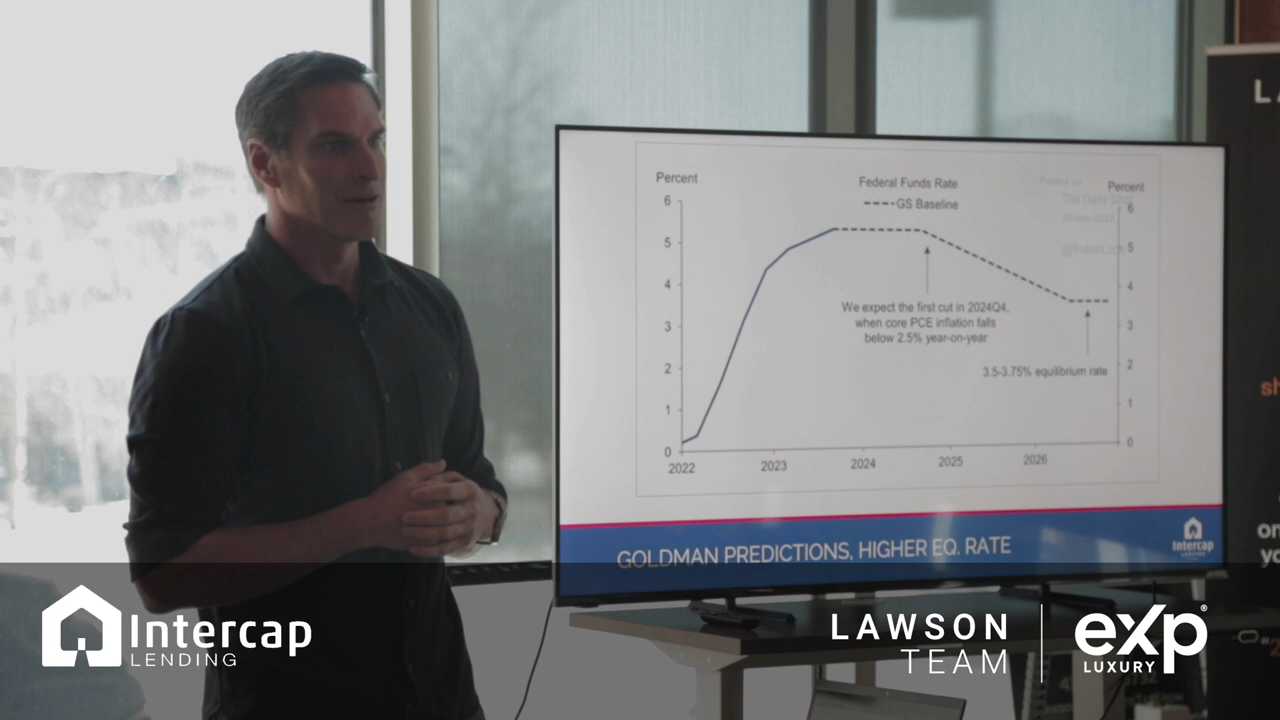 Percent
Federal Funds Rate
GS Baseline
Percent
The Daily
6
5
4
3
2
1
0
6
5
4
3
2
1
0
We expect the first cut in 2024Q4,
when core PCE inflation falls
below 2.5% year-on-year
3.5-3.75% equilibrium rate
2022 2023 2024 2025 2026
GOLDMAN PREDICTIONS, HIGHER EQ. RATE
Intercap
LENDING
Intercap
LENDING
LAWSON
TEAM
eXp®
LUXURY